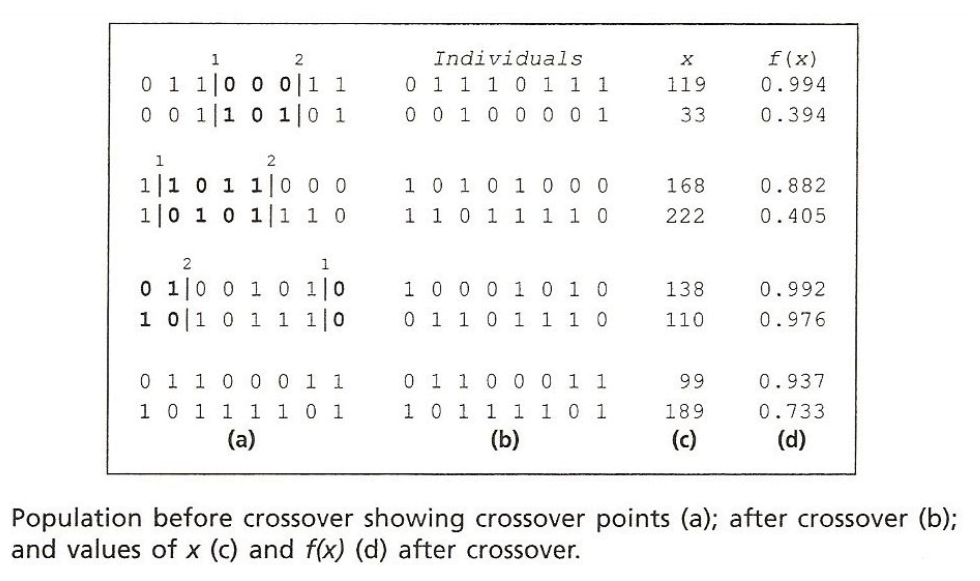 1 2 Individuals x f(x)
0 1 1|0 0 0|1 1 0 1 1 1 0 1 1 1 119 0.994
0 0 1|1 0 1|0 1 0 0 1 0 0 0 0 1 33 0.394
1 2
1|1 0 1 1|0 0 0 1 0 1 0 1 0 0 0 168 0.882
1|0 1 0 1|1 1 0 1 1 0 1 1 1 1 0 222 0.405
2 1
0 1|0 0 1 0 1|0 1 0 0 0 1 0 1 0 138 0.992
1 0|1 0 1 1 1|0 0 1 1 0 1 1 1 0 110 0.976
0 1 1 0 0 0 1 1 0 1 1 0 0 0 1 1 99 0.937
1 0 1 1 1 1 0 1 1 0 1 1 1 1 0 1 189 0.733
(a) (b) (c) (d)
Population before crossover showing crossover points (a); after crossover (b);
and values of x (c) and f(x) (d) after crossover.